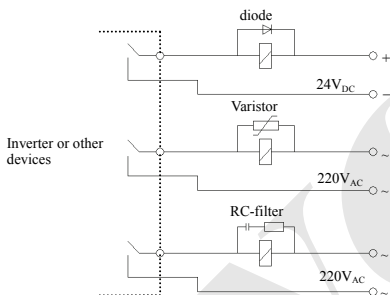 diode
+
24VDC
−
Varistor
Inverter or other
devices
~
220VAC
~
RC-filter
~
220VAC
~